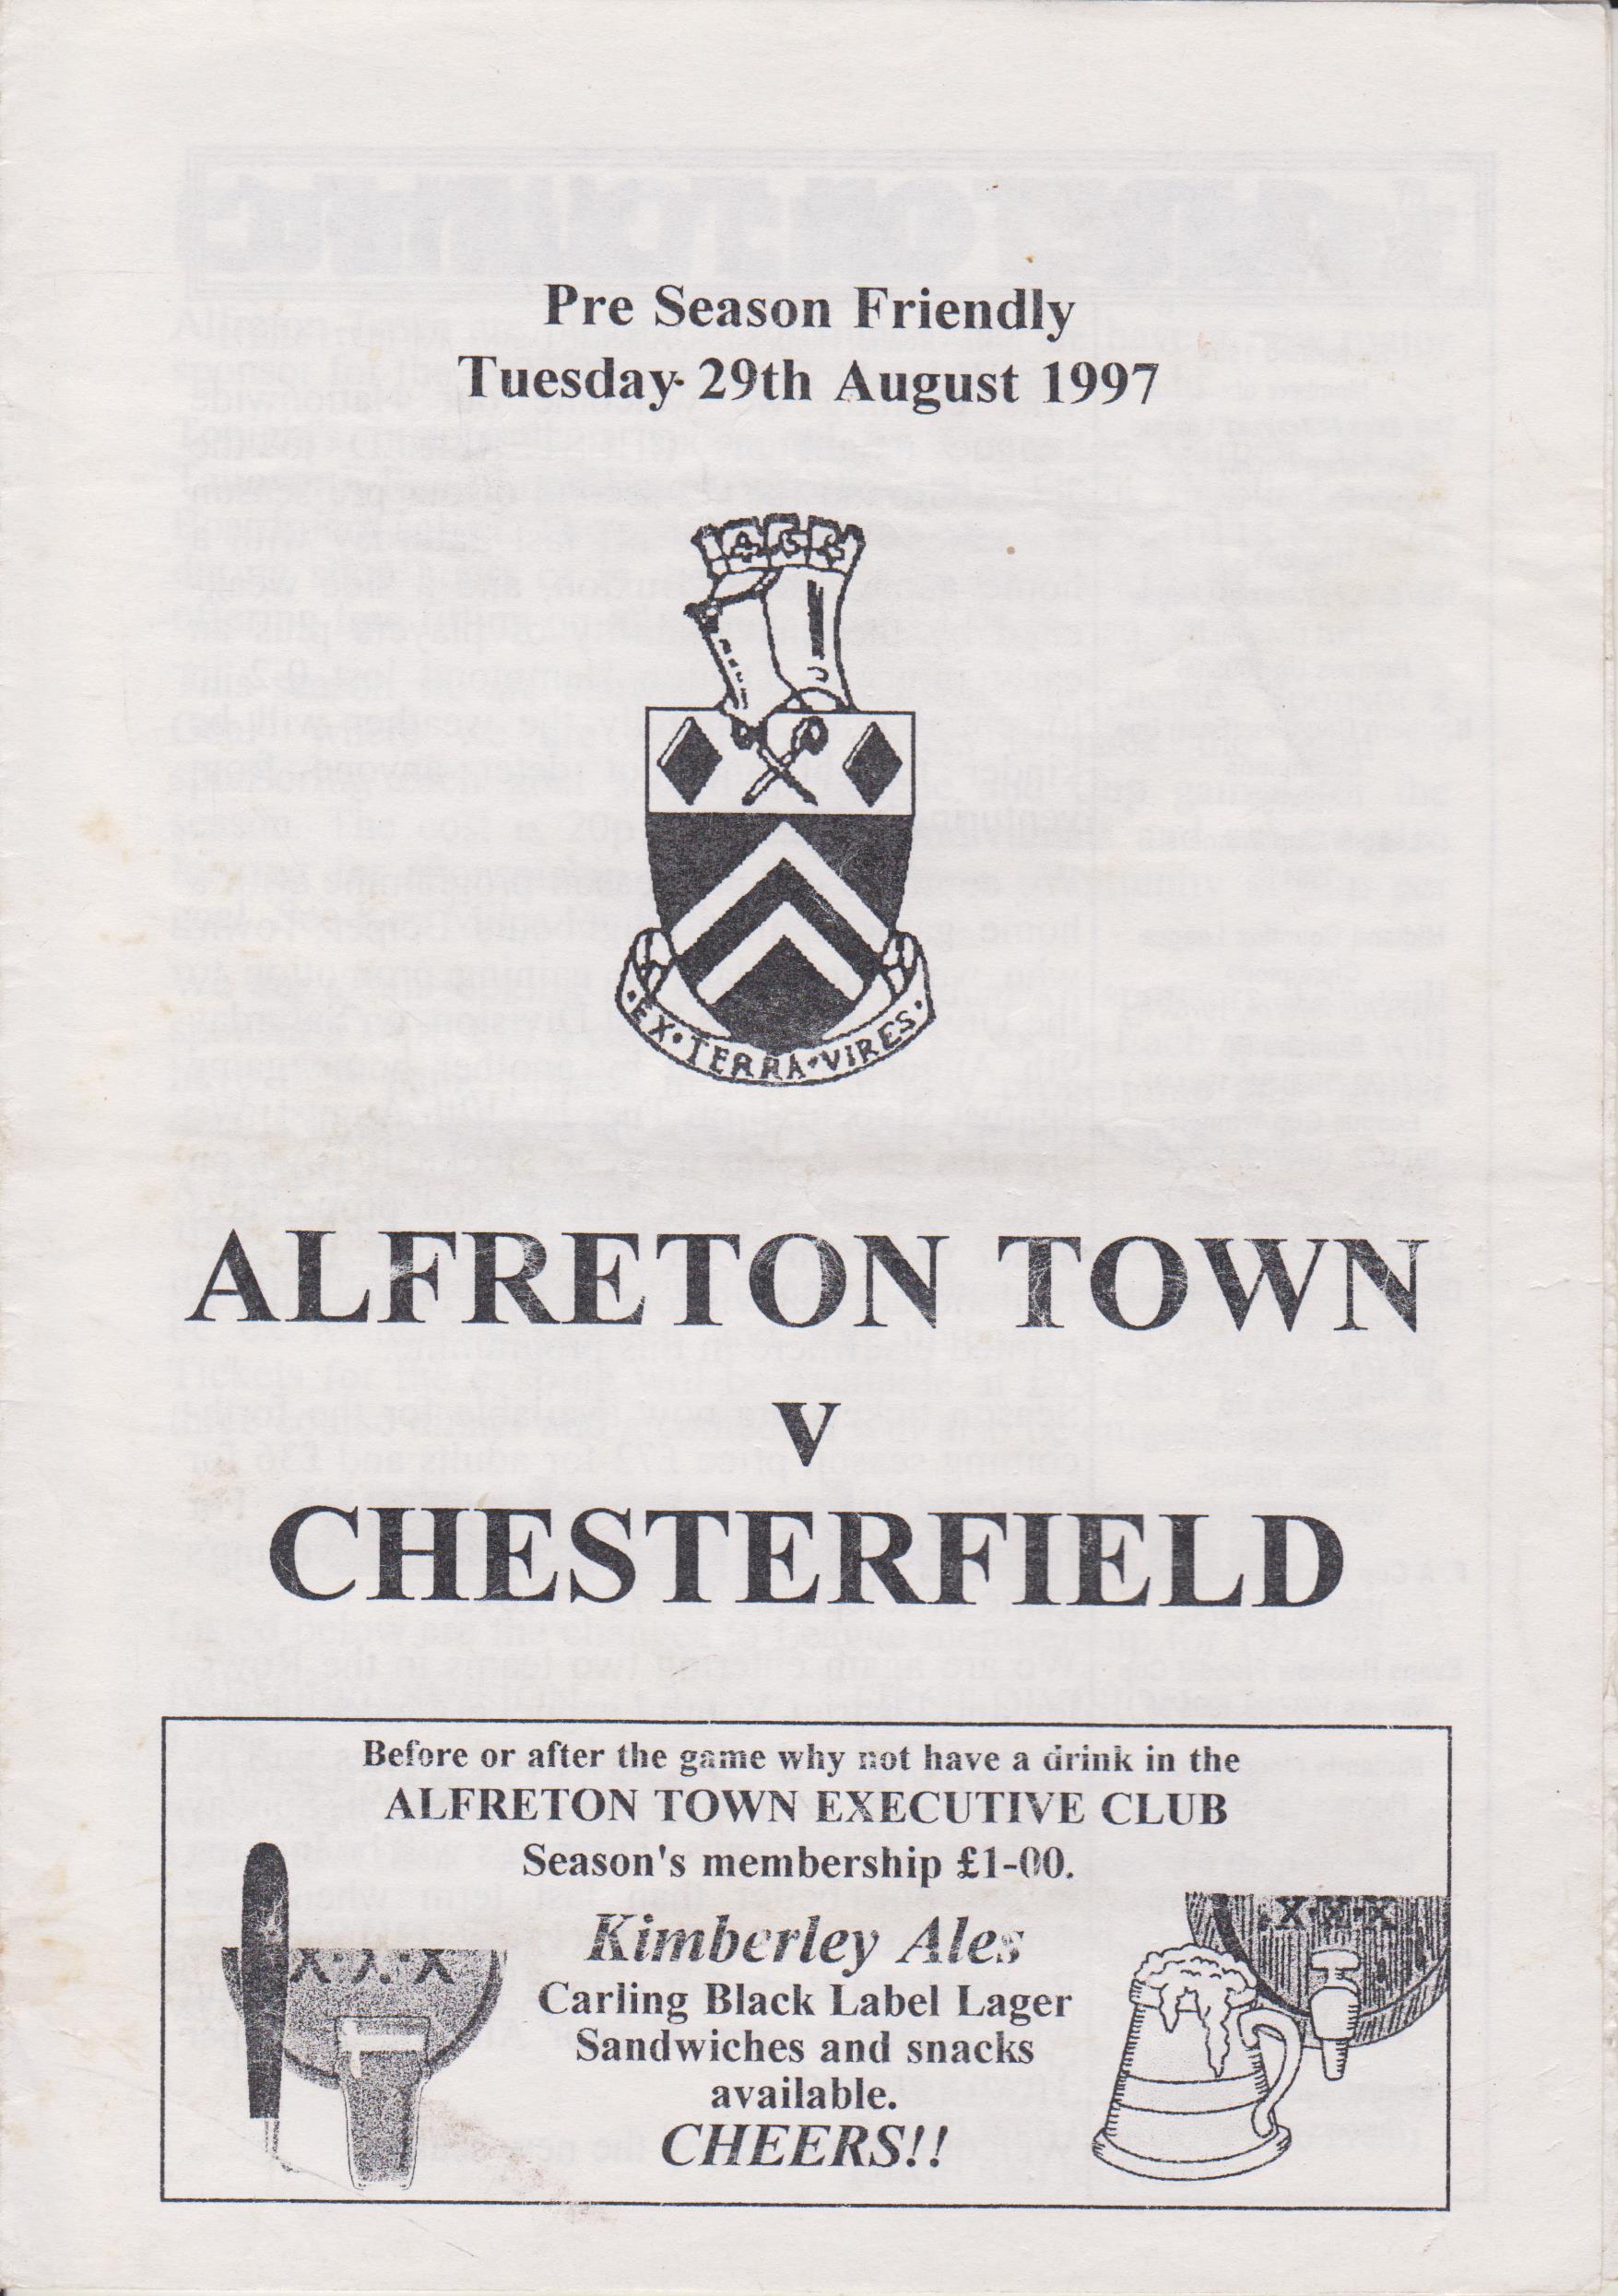 Pre Season Friendly
Tuesday 29th August 1997
EX • TERRA • VIRES
ALFRETON TOWN
v
CHESTERFIELD
Before or after the game why not have a drink in the
ALFRETON TOWN EXECUTIVE CLUB
Season's membership £1-00.
Kimberley Ales
Carling Black Label Lager
Sandwiches and snacks
available.
CHEERS!!
X·X·X
X·X·X